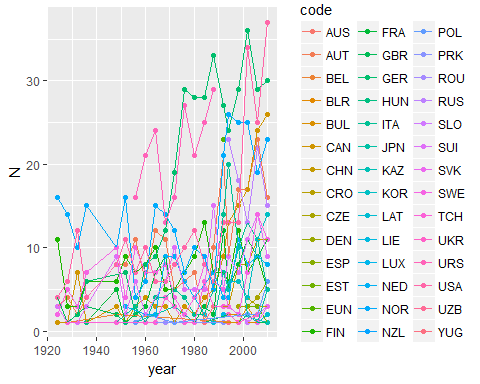 code
AUS FRA POL
AUT GBR PRK
BEL GER ROU
BLR HUN RUS
BUL ITA SLO
CAN JPN SUI
CHN KAZ SVK
CRO KOR SWE
CZE LAT TCH
DEN LIE UKR
ESP LUX URS
EST NED USA
EUN NOR UZB
FIN NZL YUG
30
20
10
0
N
1920 1940 1960 1980 2000
year